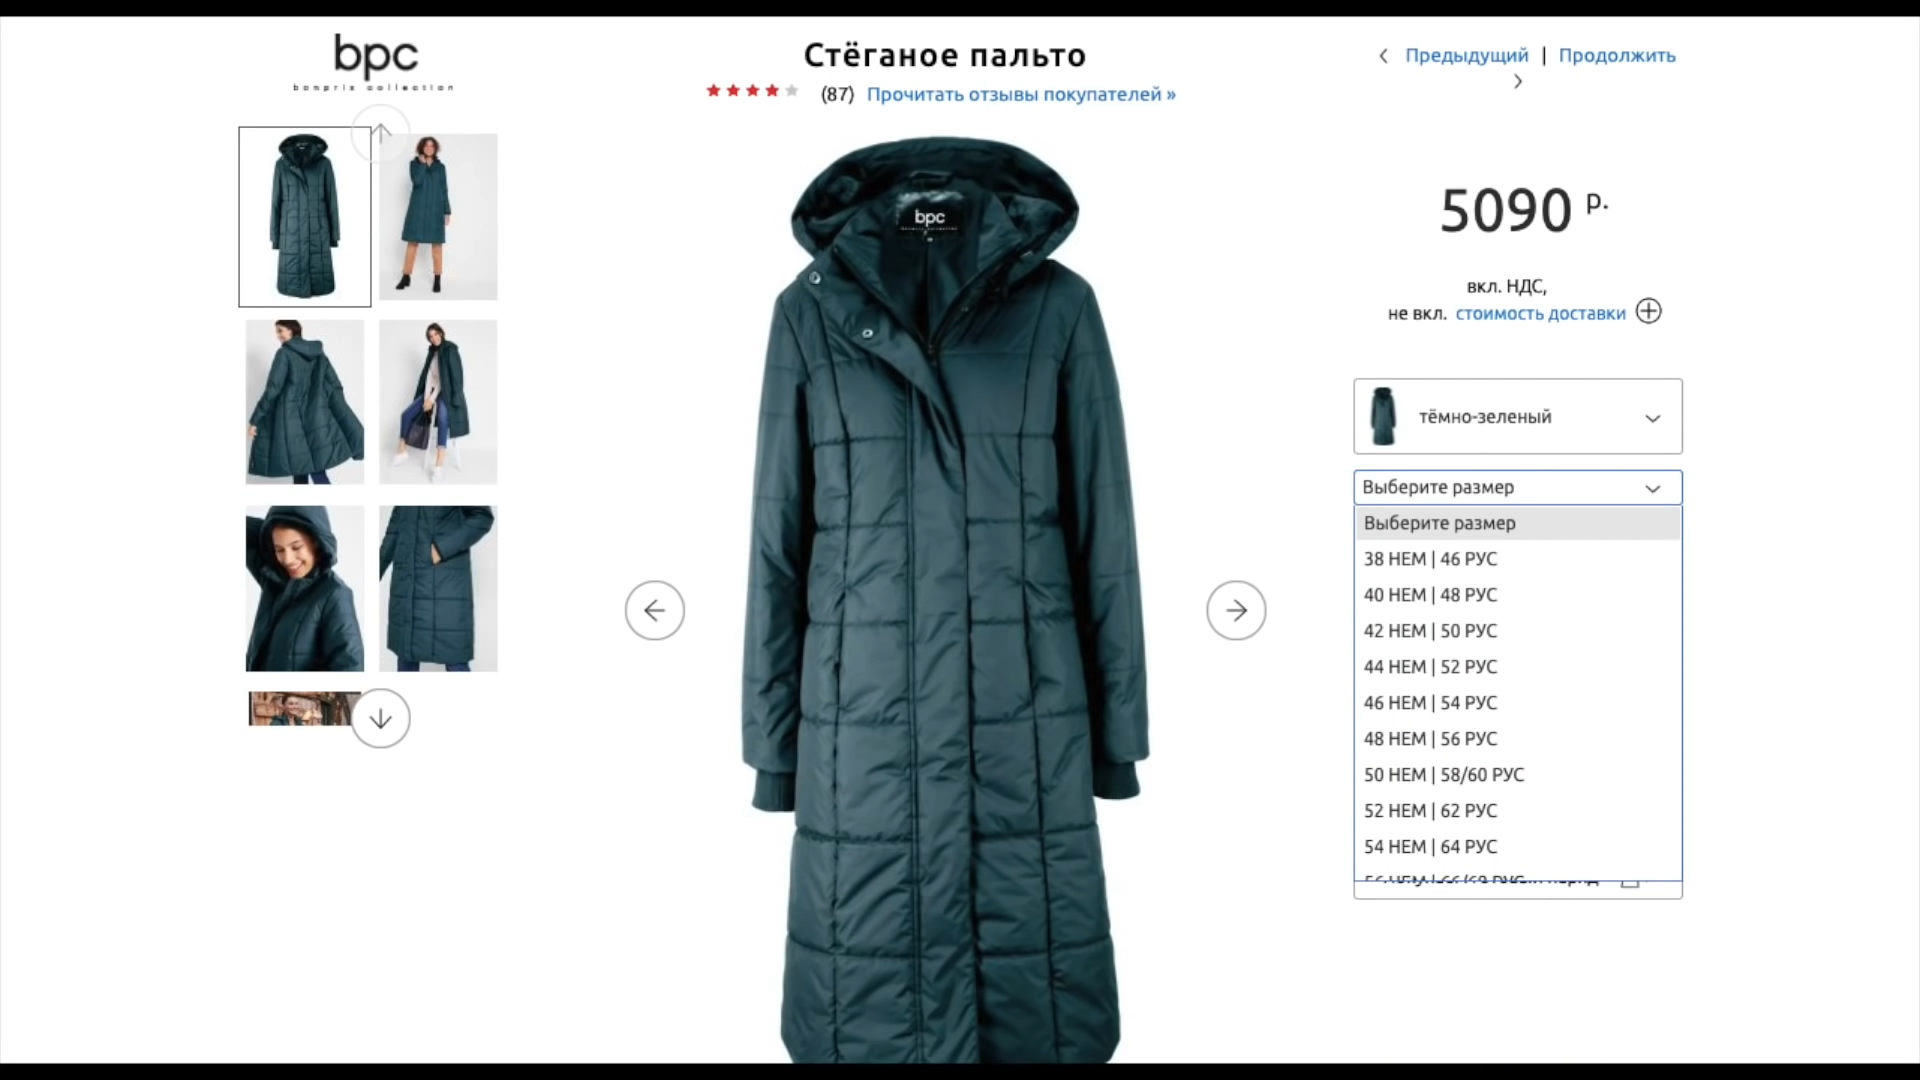 bpc
bonprix collection
Стёганое пальто
(87) Прочитать отзывы покупателей »
Предыдущий | Продолжить
bpc
5090 р.
вкл. НДС,
не вкл. стоимость доставки
тёмно-зеленый
Выберите размер
Выберите размер
38 НЕМ | 46 РУС
40 НЕМ | 48 РУС
42 НЕМ | 50 РУС
44 НЕМ | 52 РУС
46 НЕМ | 54 РУС
48 НЕМ | 56 РУС
50 НЕМ | 58/60 РУС
52 НЕМ | 62 РУС
54 НЕМ | 64 РУС